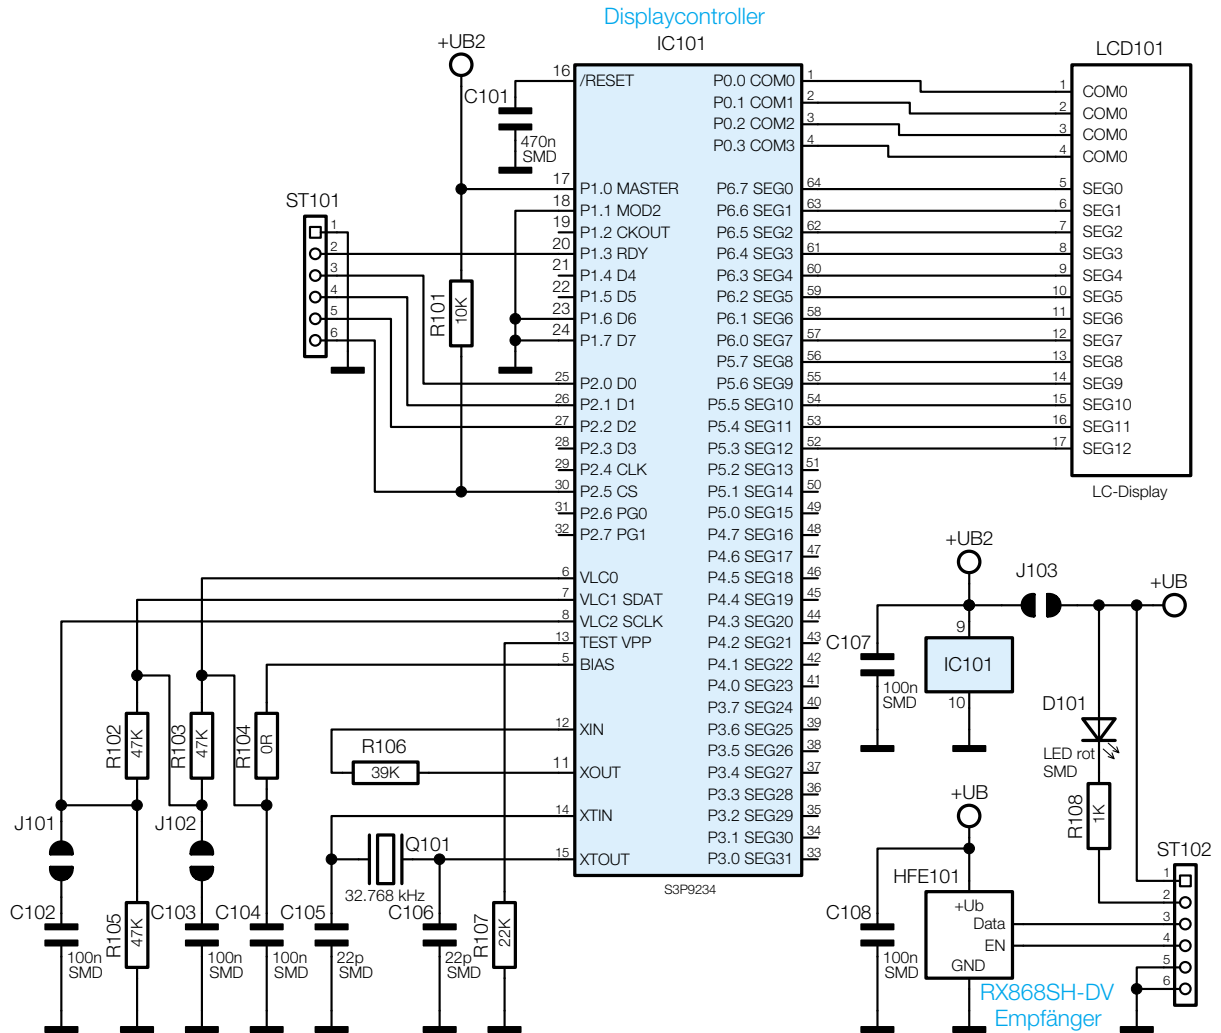 Displaycontroller
IC101
+UB2
LCD101
16 /RESET
P0.0 COM0 1
1 COM0
P0.1 COM1 2
2 COM0
P0.2 COM2 3
3 COM0
P0.3 COM3 4
4 COM0
C101
470n
SMD
17 P1.0 MASTER
P6.7 SEG0 64
5 SEG0
18 P1.1 MOD2
P6.6 SEG1 63
6 SEG1
19 P1.2 CKOUT
P6.5 SEG2 62
7 SEG2
20 P1.3 RDY
P6.4 SEG3 61
8 SEG3
21 P1.4 D4
P6.3 SEG4 60
9 SEG4
22 P1.5 D5
P6.2 SEG5 59
10 SEG5
23 P1.6 D6
P6.1 SEG6 58
11 SEG6
24 P1.7 D7
P6.0 SEG7 57
12 SEG7
P5.7 SEG8 56
13 SEG8
25 P2.0 D0
P5.6 SEG9 55
14 SEG9
26 P2.1 D1
P5.5 SEG10 54
15 SEG10
27 P2.2 D2
P5.4 SEG11 53
16 SEG11
28 P2.3 D3
P5.3 SEG12 52
17 SEG12
29 P2.4 CLK
P5.2 SEG13 51
30 P2.5 CS
P5.1 SEG14 50
31 P2.6 PG0
P5.0 SEG15 49
32 P2.7 PG1
P4.7 SEG16 48
P4.6 SEG17 47
6 VLC0
P4.5 SEG18 46
7 VLC1 SDAT
P4.4 SEG19 45
8 VLC2 SCLK
P4.3 SEG20 44
13 TEST VPP
P4.2 SEG21 43
5 BIAS
P4.1 SEG22 42
P4.0 SEG23 41
P3.7 SEG24 40
12 XIN
P3.6 SEG25 39
P3.5 SEG26 38
11 XOUT
P3.4 SEG27 37
P3.3 SEG28 36
14 XTIN
P3.2 SEG29 35
P3.1 SEG30 34
15 XTOUT
P3.0 SEG31 33
S3P9234
LC-Display
ST101
1
2
3
4
5
6
R101
10K
R102
47K
R103
47K
R104
0R
R106
39K
J101
J102
Q101
32.768 kHz
C102
100n
SMD
R105
47K
C103
100n
SMD
C104
100n
SMD
C105
22p
SMD
C106
22p
SMD
R107
22K
+UB2
J103
+UB
C107
100n
SMD
9
IC101
10
D101
LED rot
SMD
R108
1K
+UB
HFE101
C108
100n
SMD
+Ub
Data
EN
GND
ST102
1
2
3
4
5
6
RX868SH-DV
Empfänger